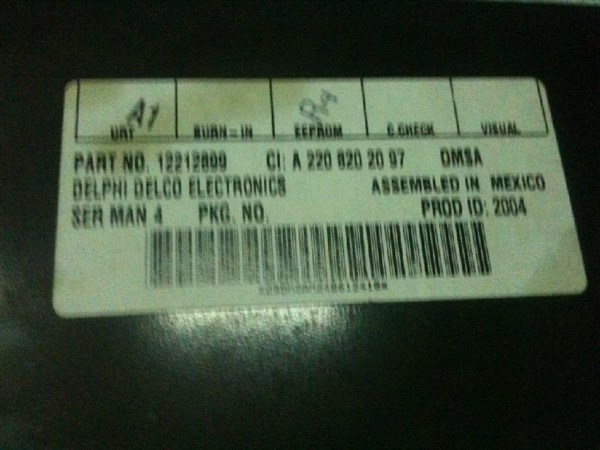 A1
URT BURN-IN EEPROM C.CHECK VISUAL
PART NO. 12212899 CI: A 220 820 20 97 DMSA
DELPHI DELCO ELECTRONICS ASSEMBLED IN MEXICO
SER MAN 4 PKG. NO. PROD ID: 2004